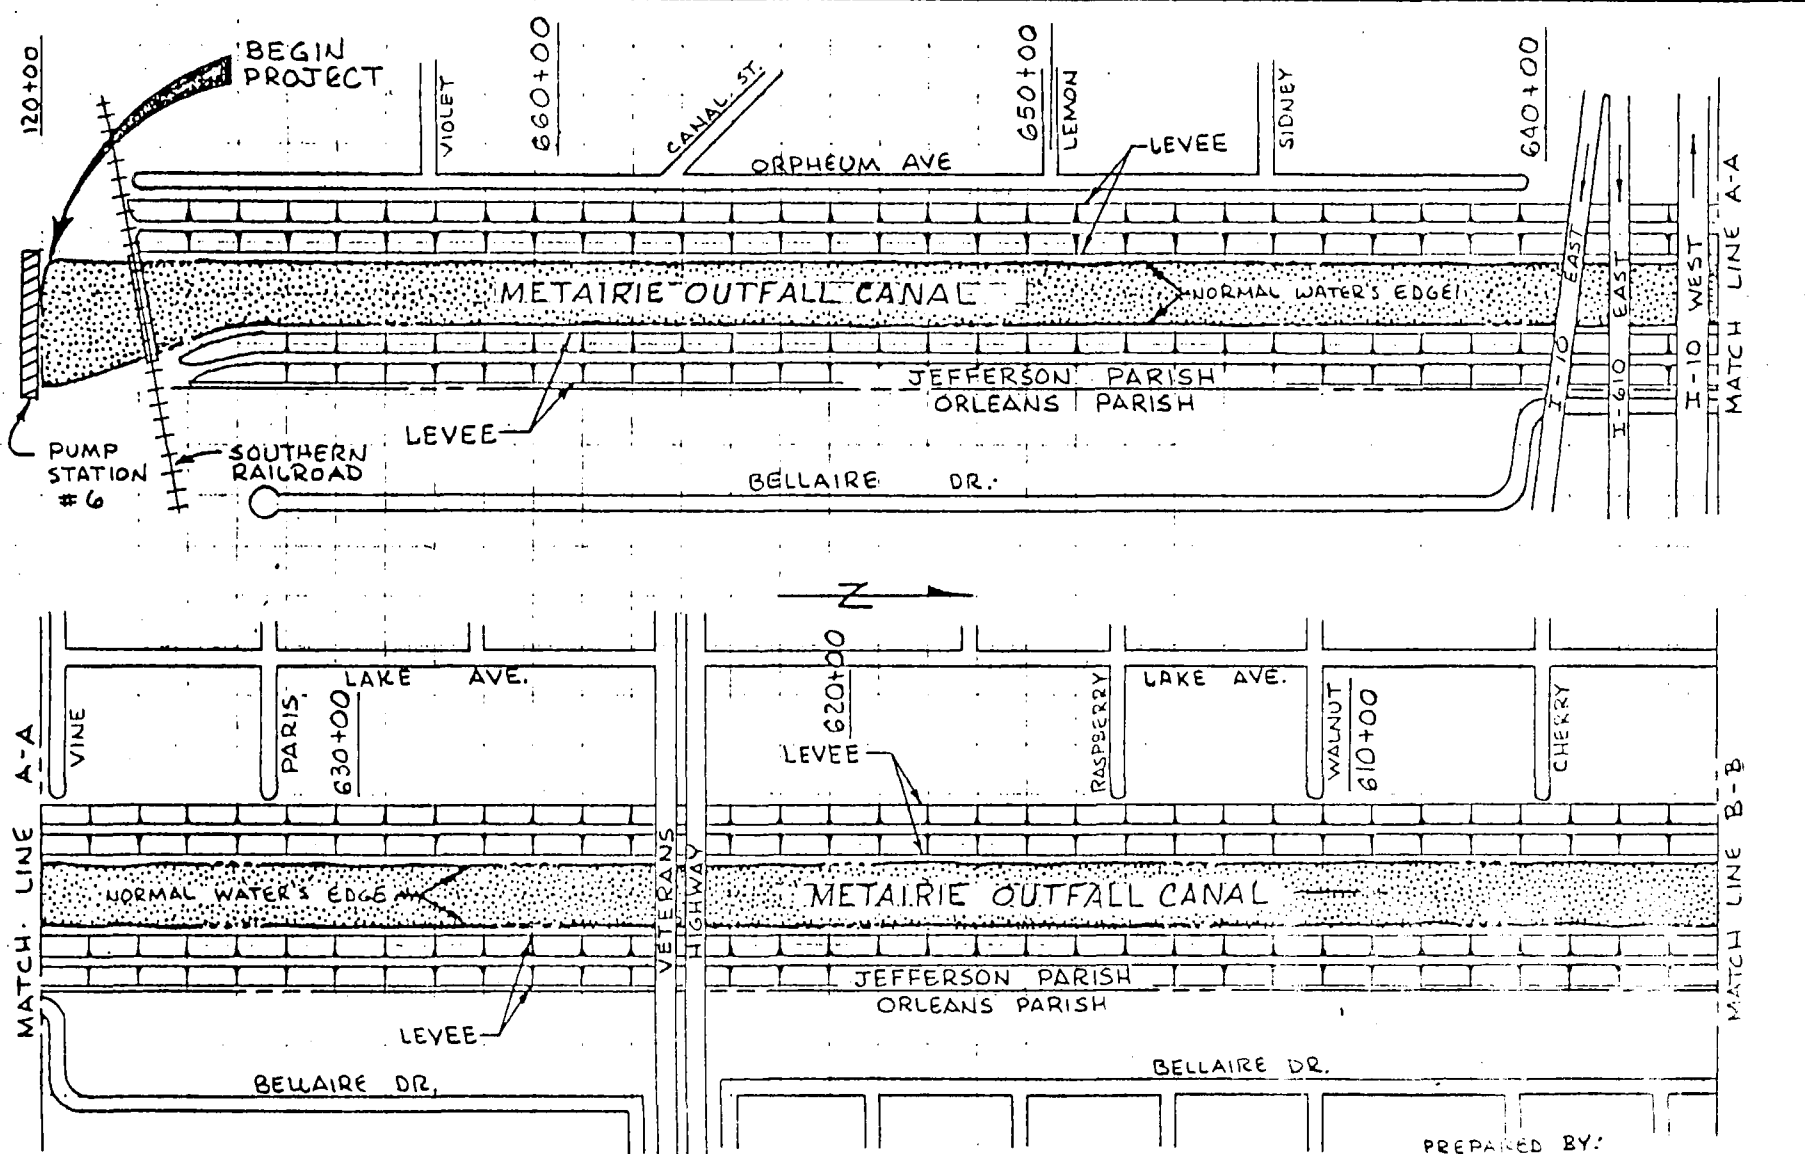 120+00
BEGIN
PROJECT
VIOLET
660+00
CANAL ST.
650+00
LEMON
SIDNEY
640+00
LEVEE
ORPHEUM AVE
METAIRIE OUTFALL CANAL
NORMAL WATER'S EDGE
I-10 EAST
I-610 EAST
I-10 WEST
MATCH LINE A-A
JEFFERSON PARISH
ORLEANS PARISH
LEVEE
PUMP
STATION
#6
SOUTHERN
RAILROAD
BELLAIRE DR.
Z
LAKE AVE.
VINE
PARIS
630+00
620+00
LEVEE
RASPBERRY
LAKE AVE.
WALNUT
610+00
CHERRY
MATCH LINE A-A
NORMAL WATER'S EDGE
VETERANS
HIGHWAY
METAIRIE OUTFALL CANAL
MATCH LINE B-B
JEFFERSON PARISH
ORLEANS PARISH
LEVEE
BELLAIRE DR.
BELLAIRE DR.
PREPARED BY: